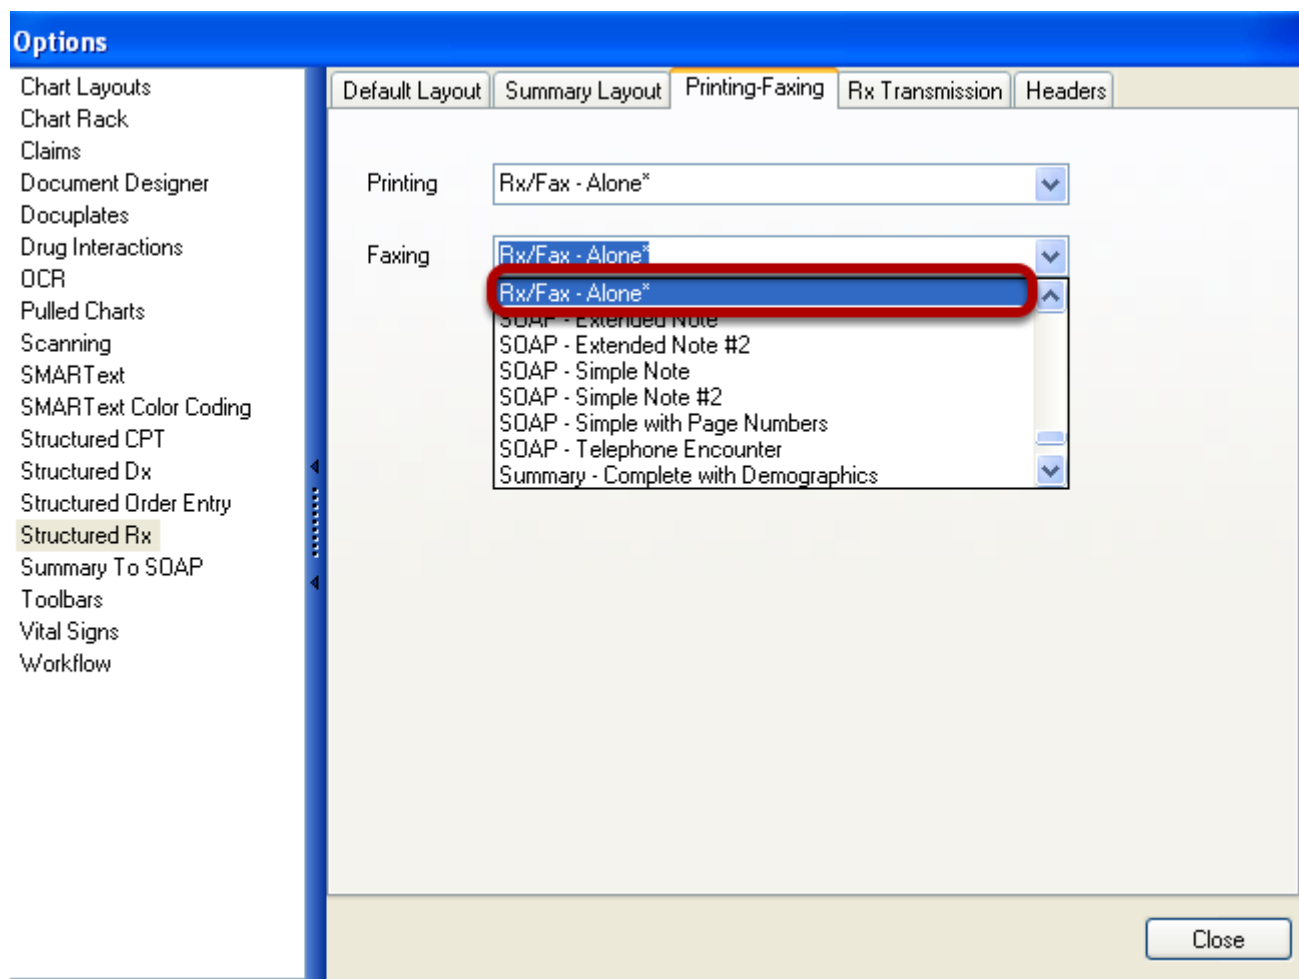 Options
Chart Layouts
Chart Rack
Claims
Document Designer
Docuplates
Drug Interactions
OCR
Pulled Charts
Scanning
SMARText
SMARText Color Coding
Structured CPT
Structured Dx
Structured Order Entry
Structured Rx
Summary To SOAP
Toolbars
Vital Signs
Workflow
Default Layout Summary Layout Printing-Faxing Rx Transmission Headers
Printing Rx/Fax - Alone*
Faxing Rx/Fax - Alone*
Rx/Fax - Alone*
SOAP - Extended Note
SOAP - Extended Note #2
SOAP - Simple Note
SOAP - Simple Note #2
SOAP - Simple with Page Numbers
SOAP - Telephone Encounter
Summary - Complete with Demographics
Close